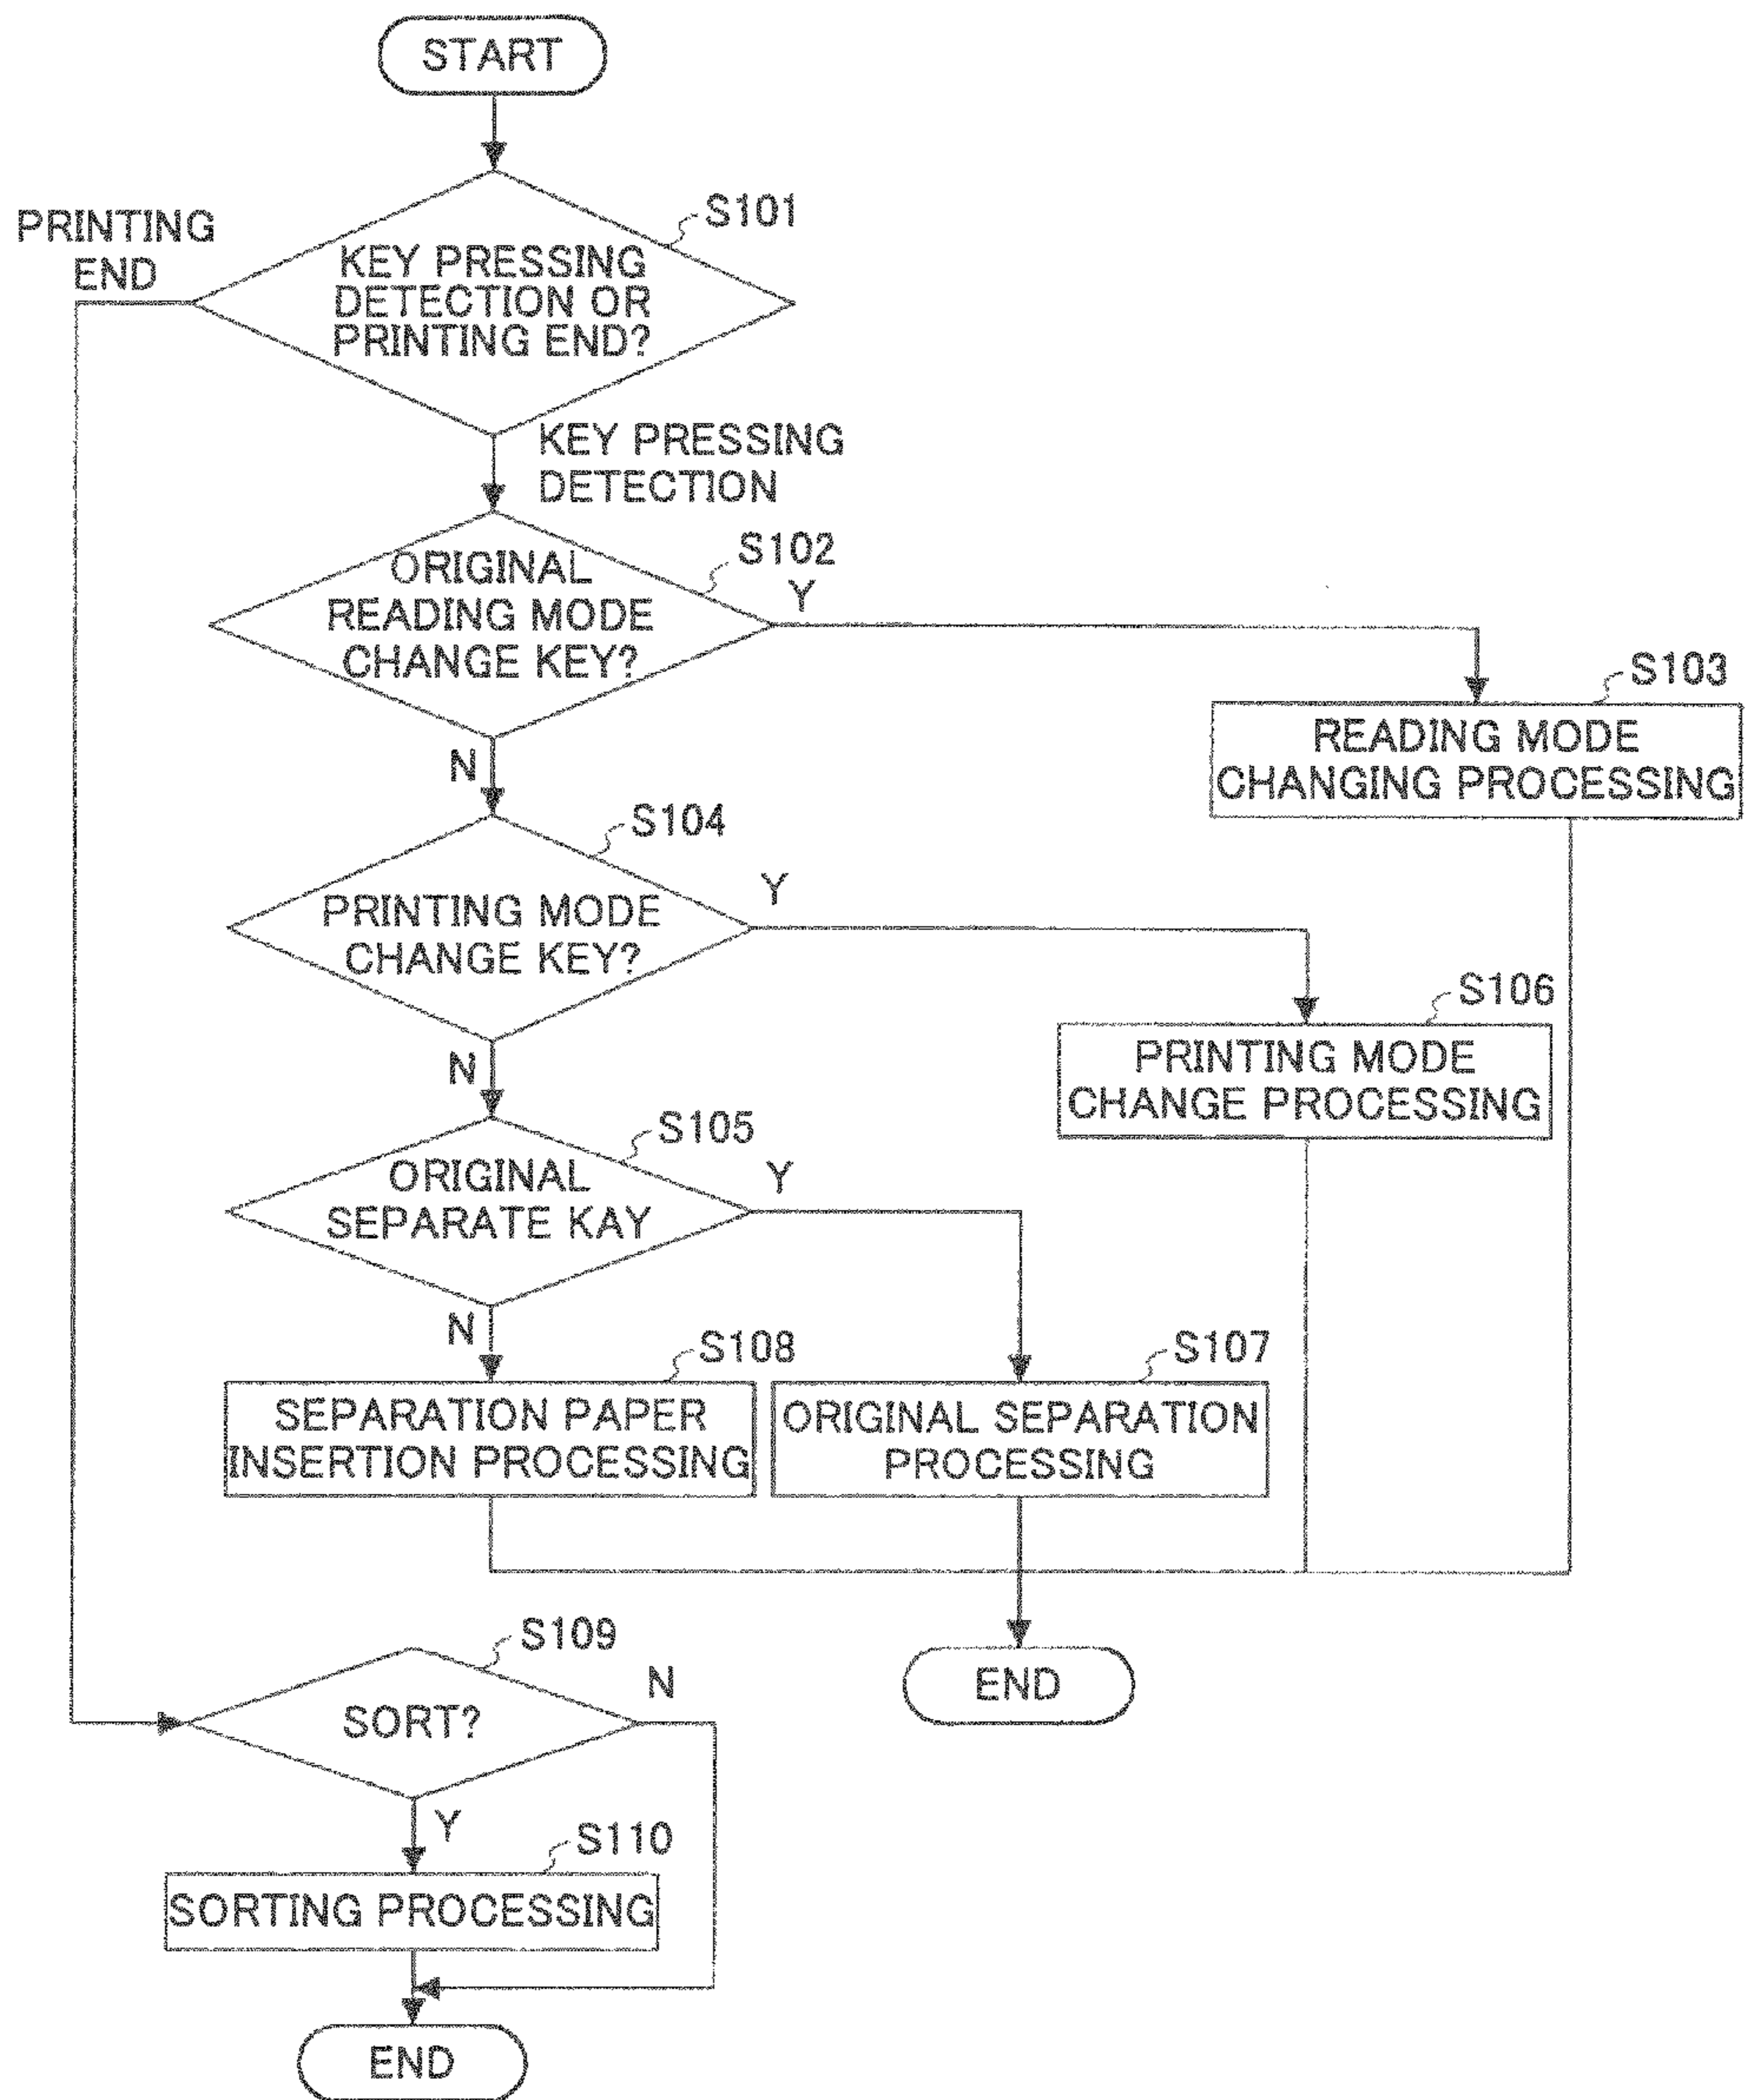 START
S101
PRINTING
END
KEY PRESSING
DETECTION OR
PRINTING END?
KEY PRESSING
DETECTION
S102
ORIGINAL
READING MODE
CHANGE KEY?
Y
N
S103
READING MODE
CHANGING PROCESSING
S104
PRINTING MODE
CHANGE KEY?
Y
N
S106
PRINTING MODE
CHANGE PROCESSING
S105
ORIGINAL
SEPARATE KAY
Y
N
S108
SEPARATION PAPER
INSERTION PROCESSING
S107
ORIGINAL SEPARATION
PROCESSING
END
S109
SORT?
N
Y
S110
SORTING PROCESSING
END